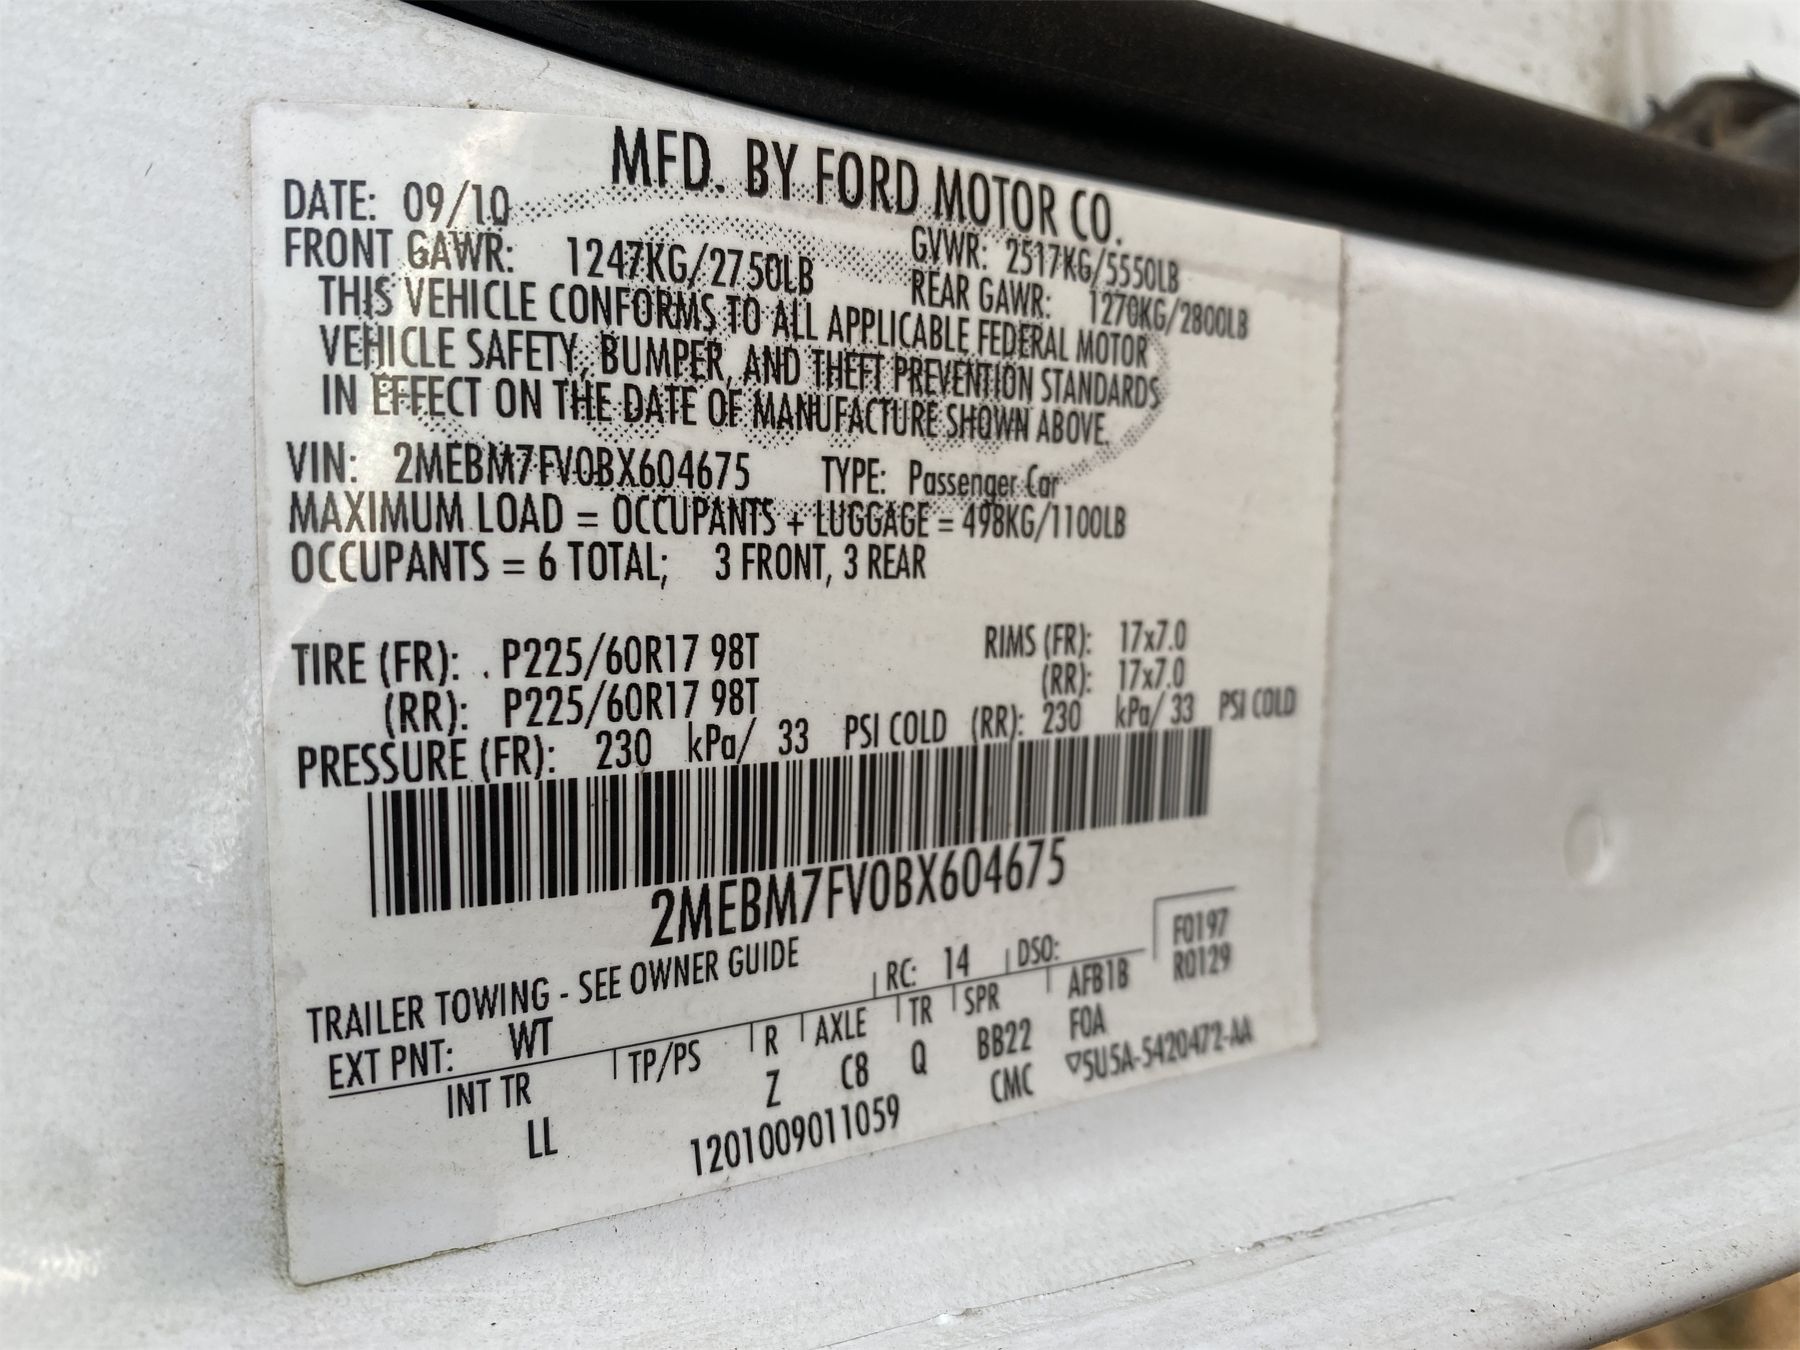 MFD. BY FORD MOTOR CO.
DATE: 09/10 GVWR: 2517KG/5550LB
FRONT GAWR: 1247KG/2750LB REAR GAWR: 1270KG/2800LB
THIS VEHICLE CONFORMS TO ALL APPLICABLE FEDERAL MOTOR
VEHICLE SAFETY, BUMPER, AND THEFT PREVENTION STANDARDS
IN EFFECT ON THE DATE OF MANUFACTURE SHOWN ABOVE.
VIN: 2MEBM7FV0BX604675 TYPE: Passenger Car
MAXIMUM LOAD = OCCUPANTS + LUGGAGE = 498KG/1100LB
OCCUPANTS = 6 TOTAL; 3 FRONT, 3 REAR
TIRE (FR): P225/60R17 98T RIMS (FR): 17x7.0
(RR): P225/60R17 98T (RR): 17x7.0
PRESSURE (FR): 230 kPa/ 33 PSI COLD (RR): 230 kPa/ 33 PSI COLD
2MEBM7FV0BX604675
TRAILER TOWING - SEE OWNER GUIDE F0197
EXT PNT: WT RC: 14 DSO: R0129
INT TR TP/PS R AXLE TR SPR AFB1B
LL Z C8 Q BB22 F0A
1201009011059 CMC ▽5U5A-5420472-AA